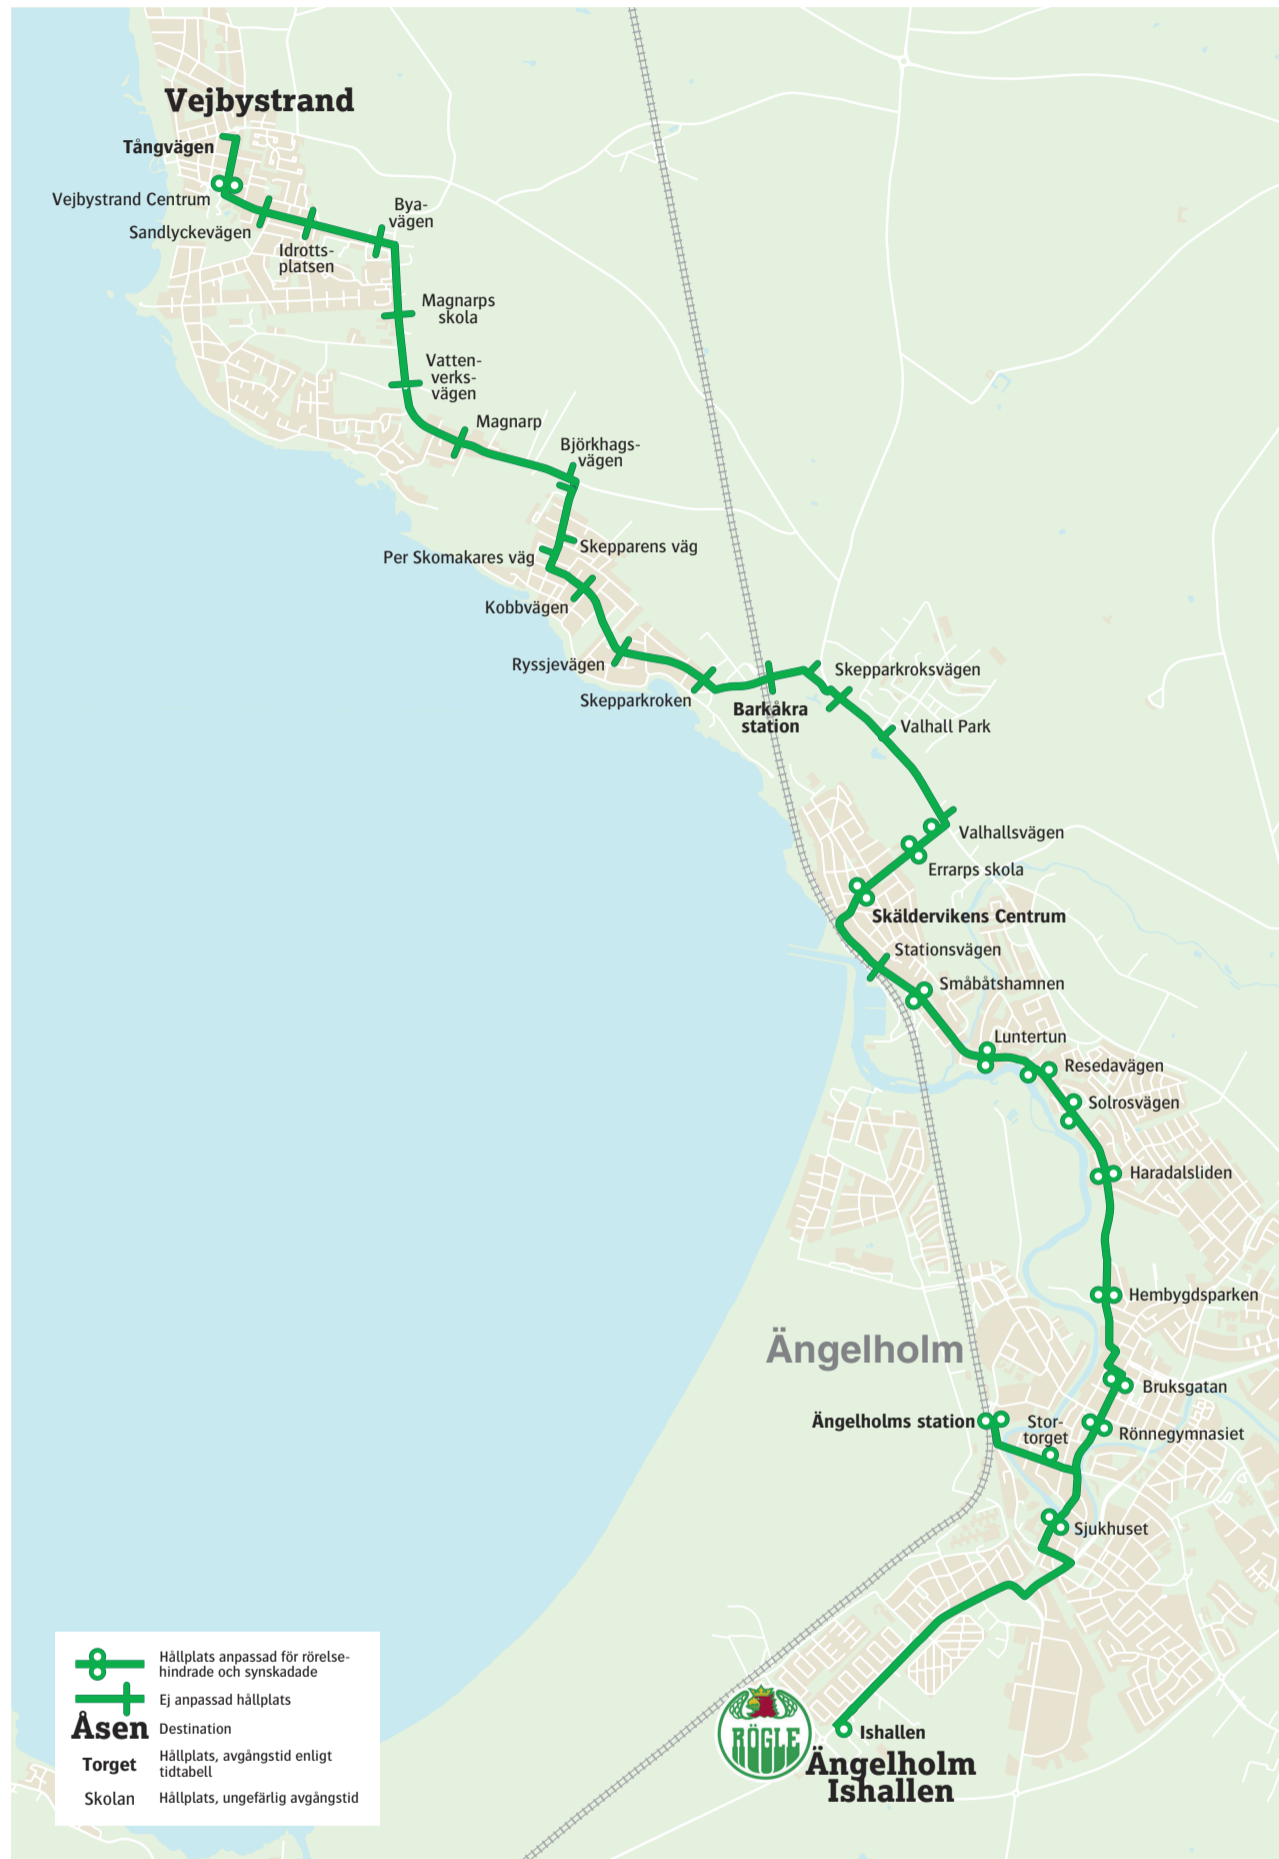 Vejbystrand
Tångvägen
Vejbystrand Centrum
Sandlyckevägen
Idrotts-
platsen
Bya-
vägen
Magnarps
skola
Vatten-
verks-
vägen
Magnarp
Björkhags-
vägen
Skepparens väg
Per Skomakares väg
Kobbvägen
Ryssjevägen
Skepparkroken
Barkåkra
station
Skepparkroksvägen
Valhall Park
Valhallsvägen
Errarps skola
Skäldervikens Centrum
Stationsvägen
Småbåtshamnen
Luntertun
Resedavägen
Solrosvägen
Haradalsliden
Hembygdsparken
Ängelholm
Bruksgatan
Ängelholms station
Stor-
torget
Rönnegymnasiet
Sjukhuset
RÖGLE
Ishallen
Ängelholm
Ishallen
Hållplats anpassad för rörelse-
hindrade och synskadade
Ej anpassad hållplats
Åsen Destination
Torget Hållplats, avgångstid enligt
tidtabell
Skolan Hållplats, ungefärlig avgångstid